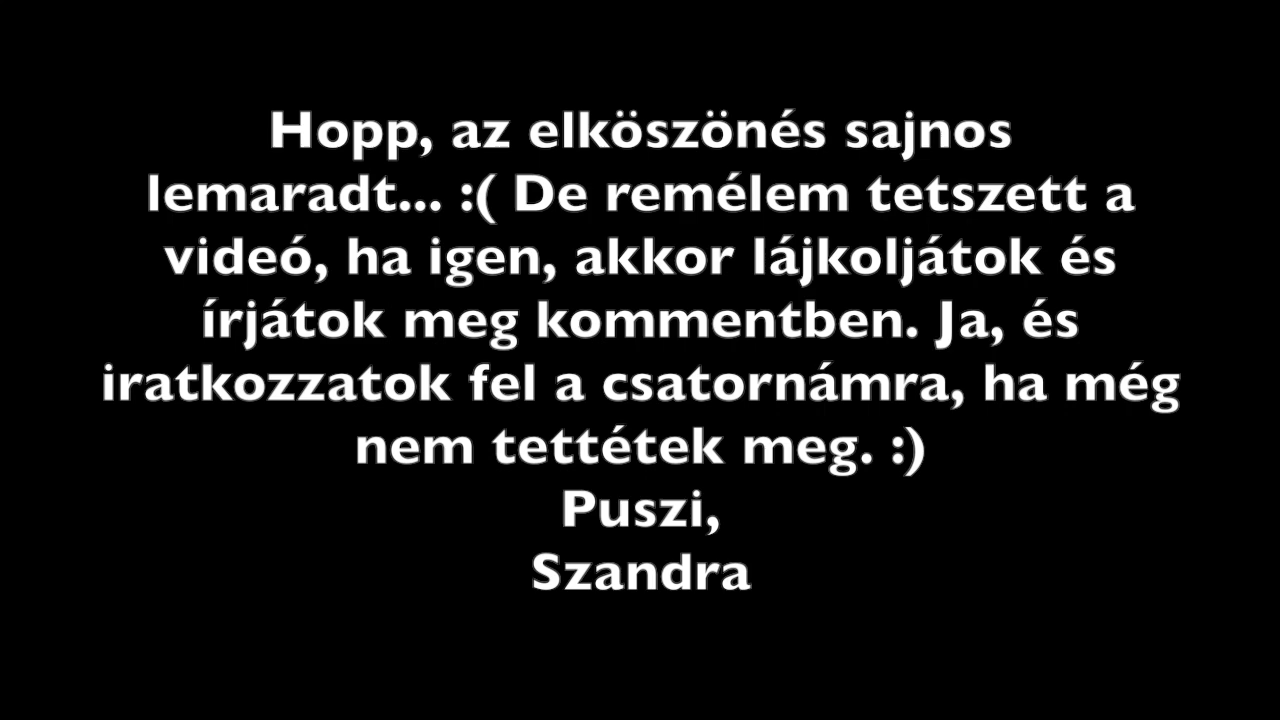 Hopp, az elköszönés sajnos
lemaradt... :( De remélem tetszett a
videó, ha igen, akkor lájkoljátok és
írjátok meg kommentben. Ja, és
iratkozzatok fel a csatornámra, ha még
nem tettétek meg. :)
Puszi,
Szandra